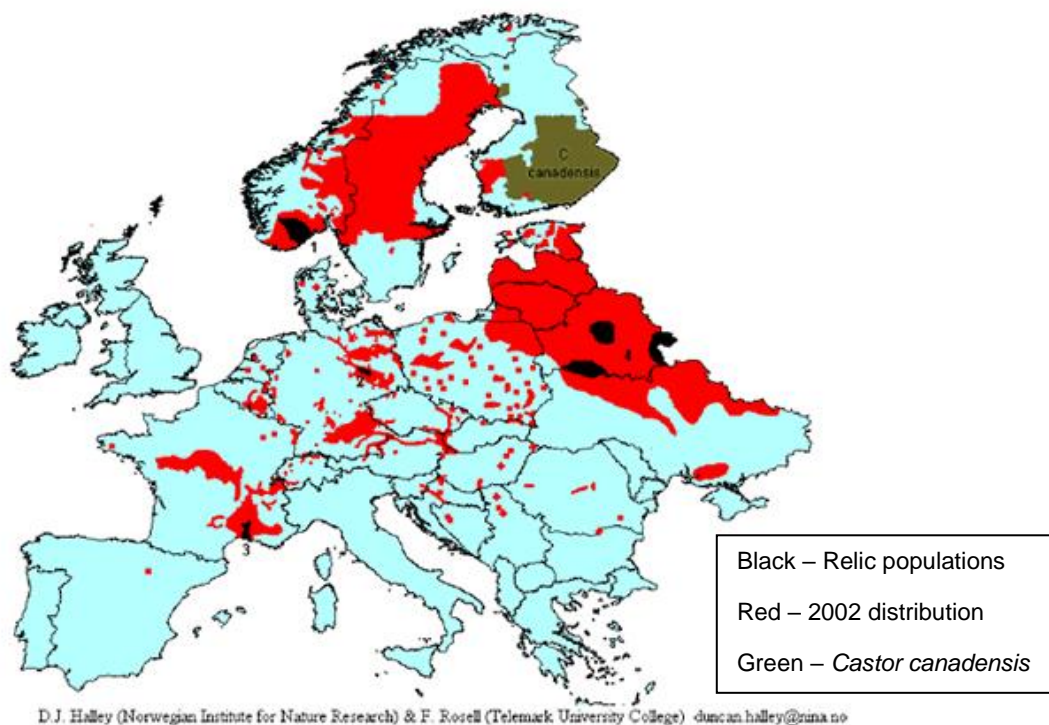 C
canadensis
1
2
4
3
Black – Relic populations
Red – 2002 distribution
Green – Castor canadensis
D.J. Halley (Norwegian Institute for Nature Research) & F. Rosell (Telemark University College) duncan.halley@nina.no